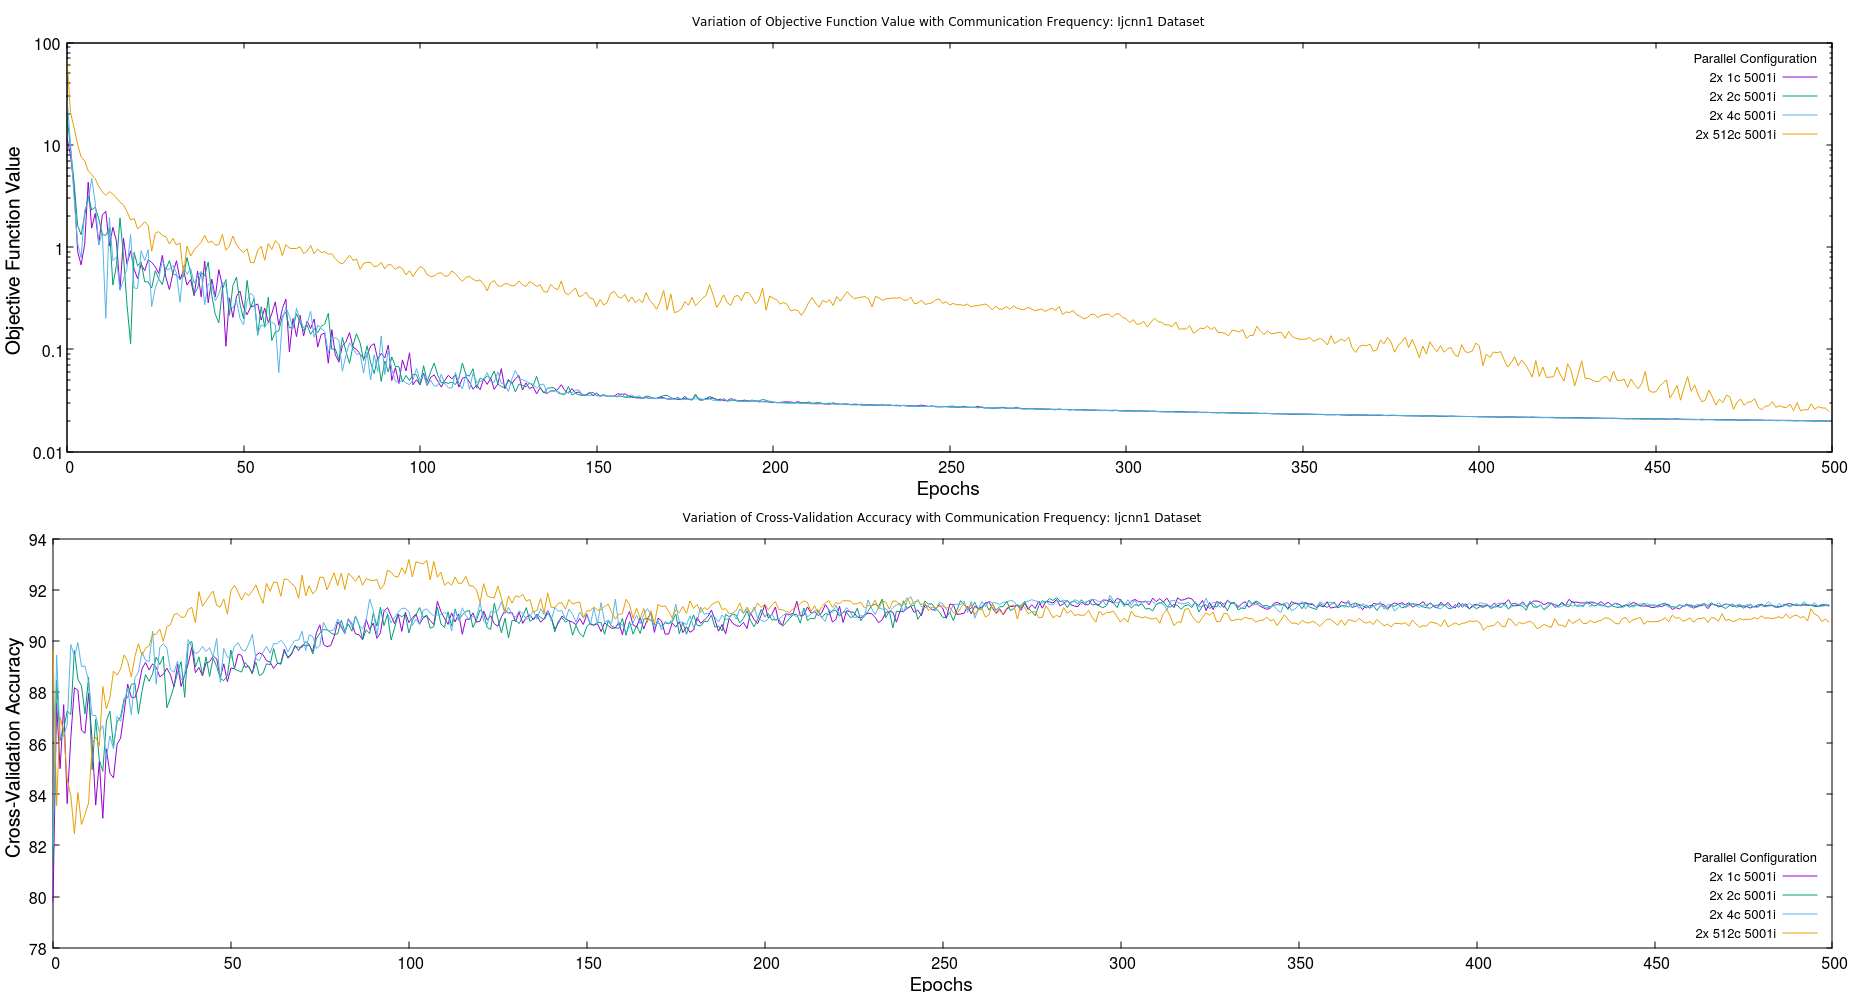 Variation of Objective Function Value with Communication Frequency: Ijcnn1 Dataset
100
10
1
0.1
0.01
Objective Function Value
Parallel Configuration
2x 1c 5001i
2x 2c 5001i
2x 4c 5001i
2x 512c 5001i
0 50 100 150 200 250 300 350 400 450 500
Epochs
Variation of Cross-Validation Accuracy with Communication Frequency: Ijcnn1 Dataset
94
92
90
88
86
84
82
80
78
Cross-Validation Accuracy
Parallel Configuration
2x 1c 5001i
2x 2c 5001i
2x 4c 5001i
2x 512c 5001i
0 50 100 150 200 250 300 350 400 450 500
Epochs